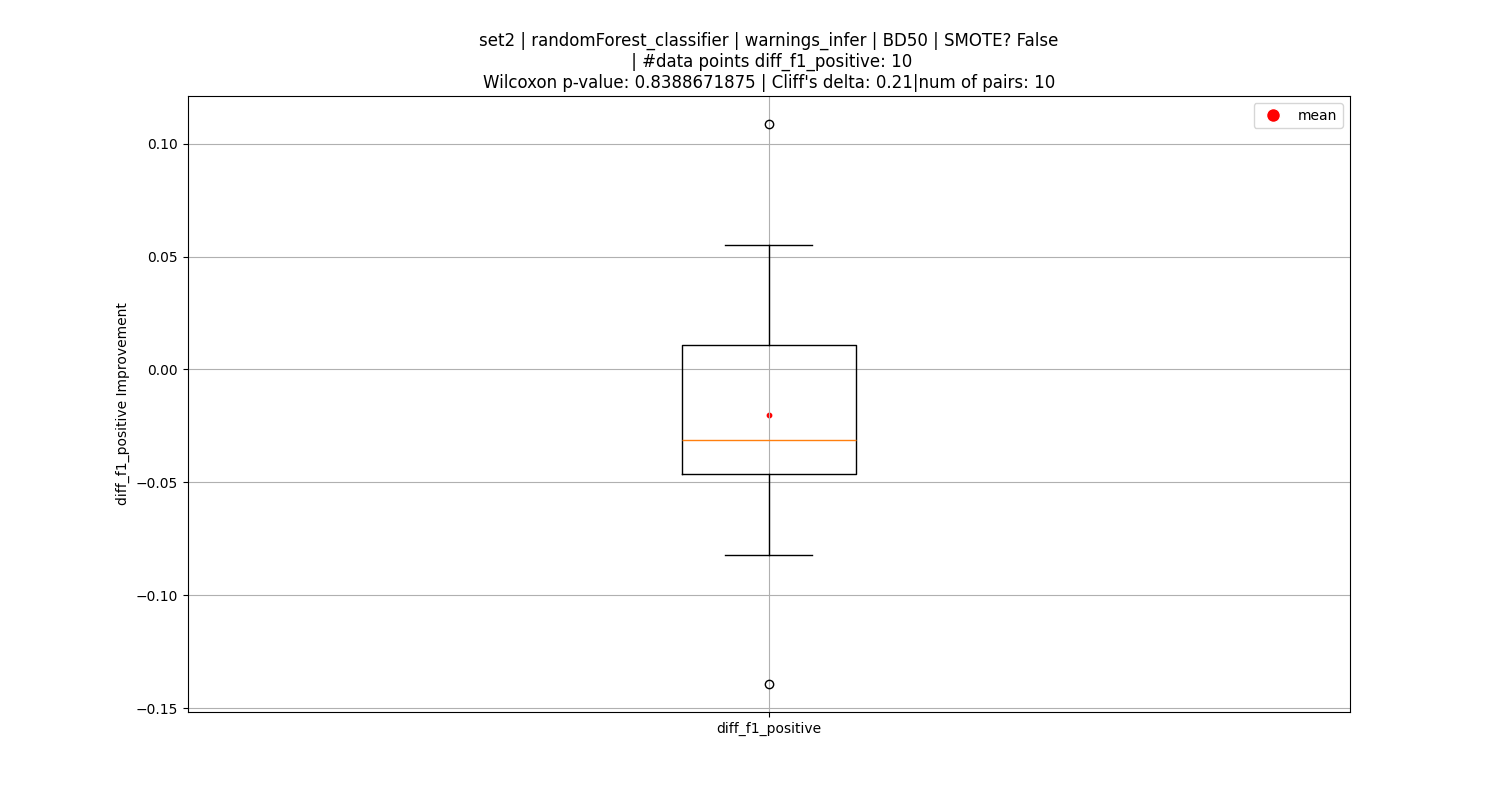 set2 | randomForest_classifier | warnings_infer | BD50 | SMOTE? False
| #data points diff_f1_positive: 10
Wilcoxon p-value: 0.8388671875 | Cliff's delta: 0.21|num of pairs: 10
mean
0.10
0.05
0.00
−0.05
−0.10
−0.15
diff_f1_positive Improvement
diff_f1_positive